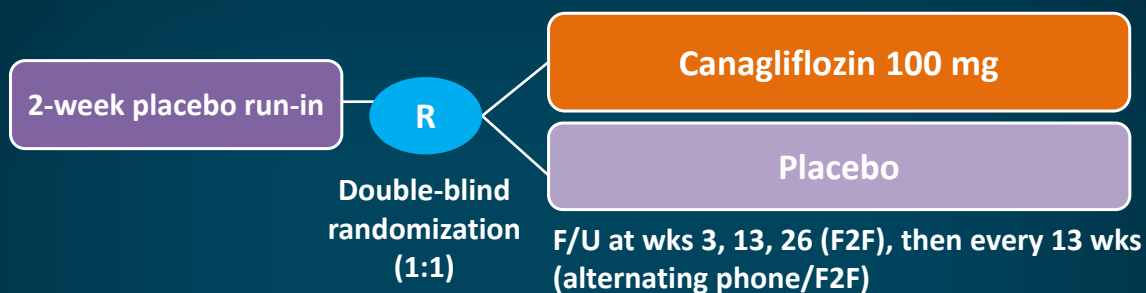 2-week placebo run-in
R
Double-blind
randomization
(1:1)
Canagliflozin 100 mg
Placebo
F/U at wks 3, 13, 26 (F2F), then every 13 wks
(alternating phone/F2F)